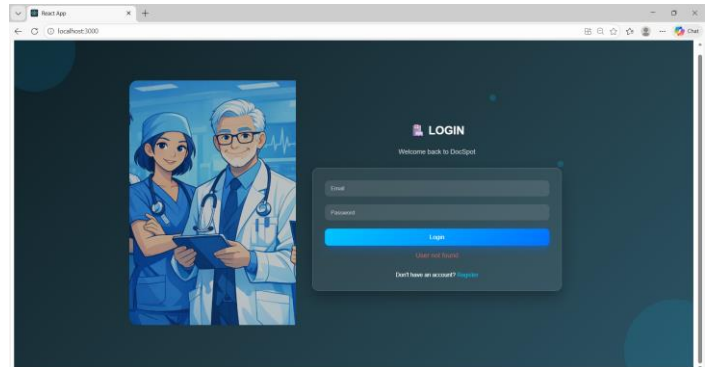 React App
localhost:3000
Chat
LOGIN
Welcome back to DocSpot
Email
Password
Login
User not found
Don't have an account? Register